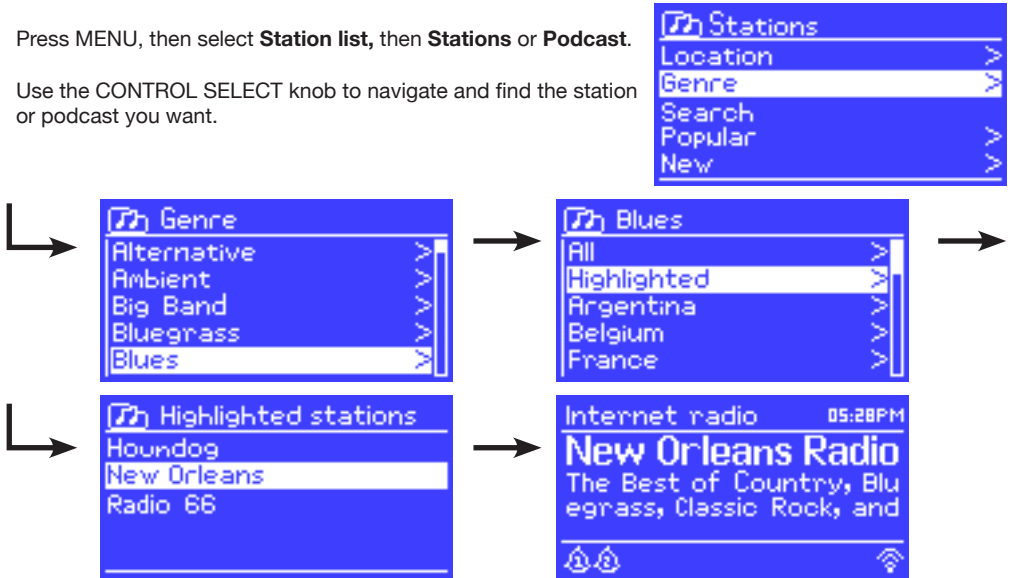 Press MENU, then select Station list, then Stations or Podcast.
Use the CONTROL SELECT knob to navigate and find the station
or podcast you want.
Stations
Location >
Genre >
Search
Popular >
New >
Genre
Alternative >
Ambient >
Big Band >
Bluegrass >
Blues >
Blues
All >
Highlighted >
Argentina >
Belgium >
France >
Highlighted stations
Houndog
New Orleans
Radio 66
Internet radio 05:28PM
New Orleans Radio
The Best of Country, Blu
egrass, Classic Rock, and
1 2